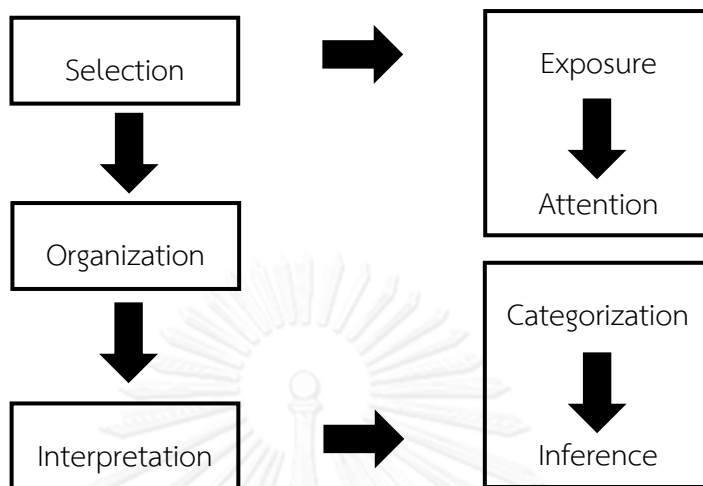 Selection
Exposure
Attention
Organization
Categorization
Interpretation
Inference